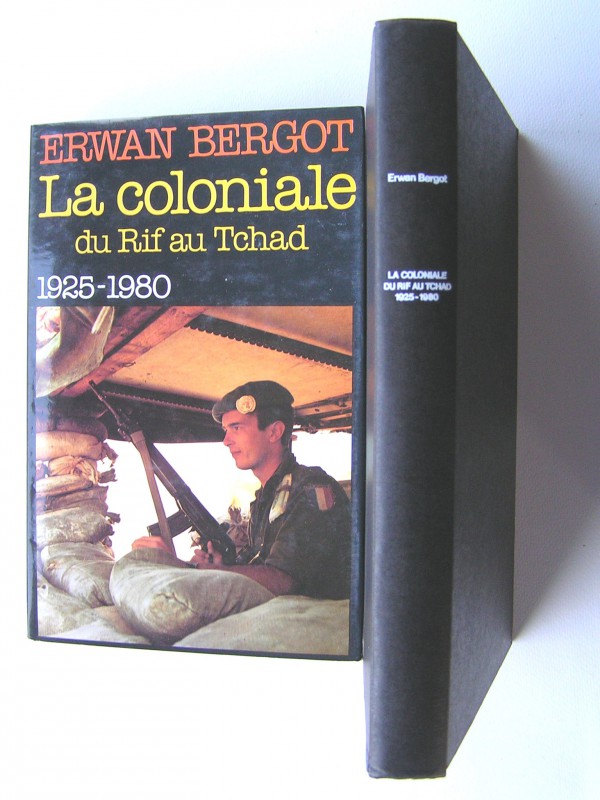 ERWAN BERGOT
La coloniale
du Rif au Tchad
1925-1980
Erwan Bergot
LA COLONIALE
DU RIF AU TCHAD
1925-1980